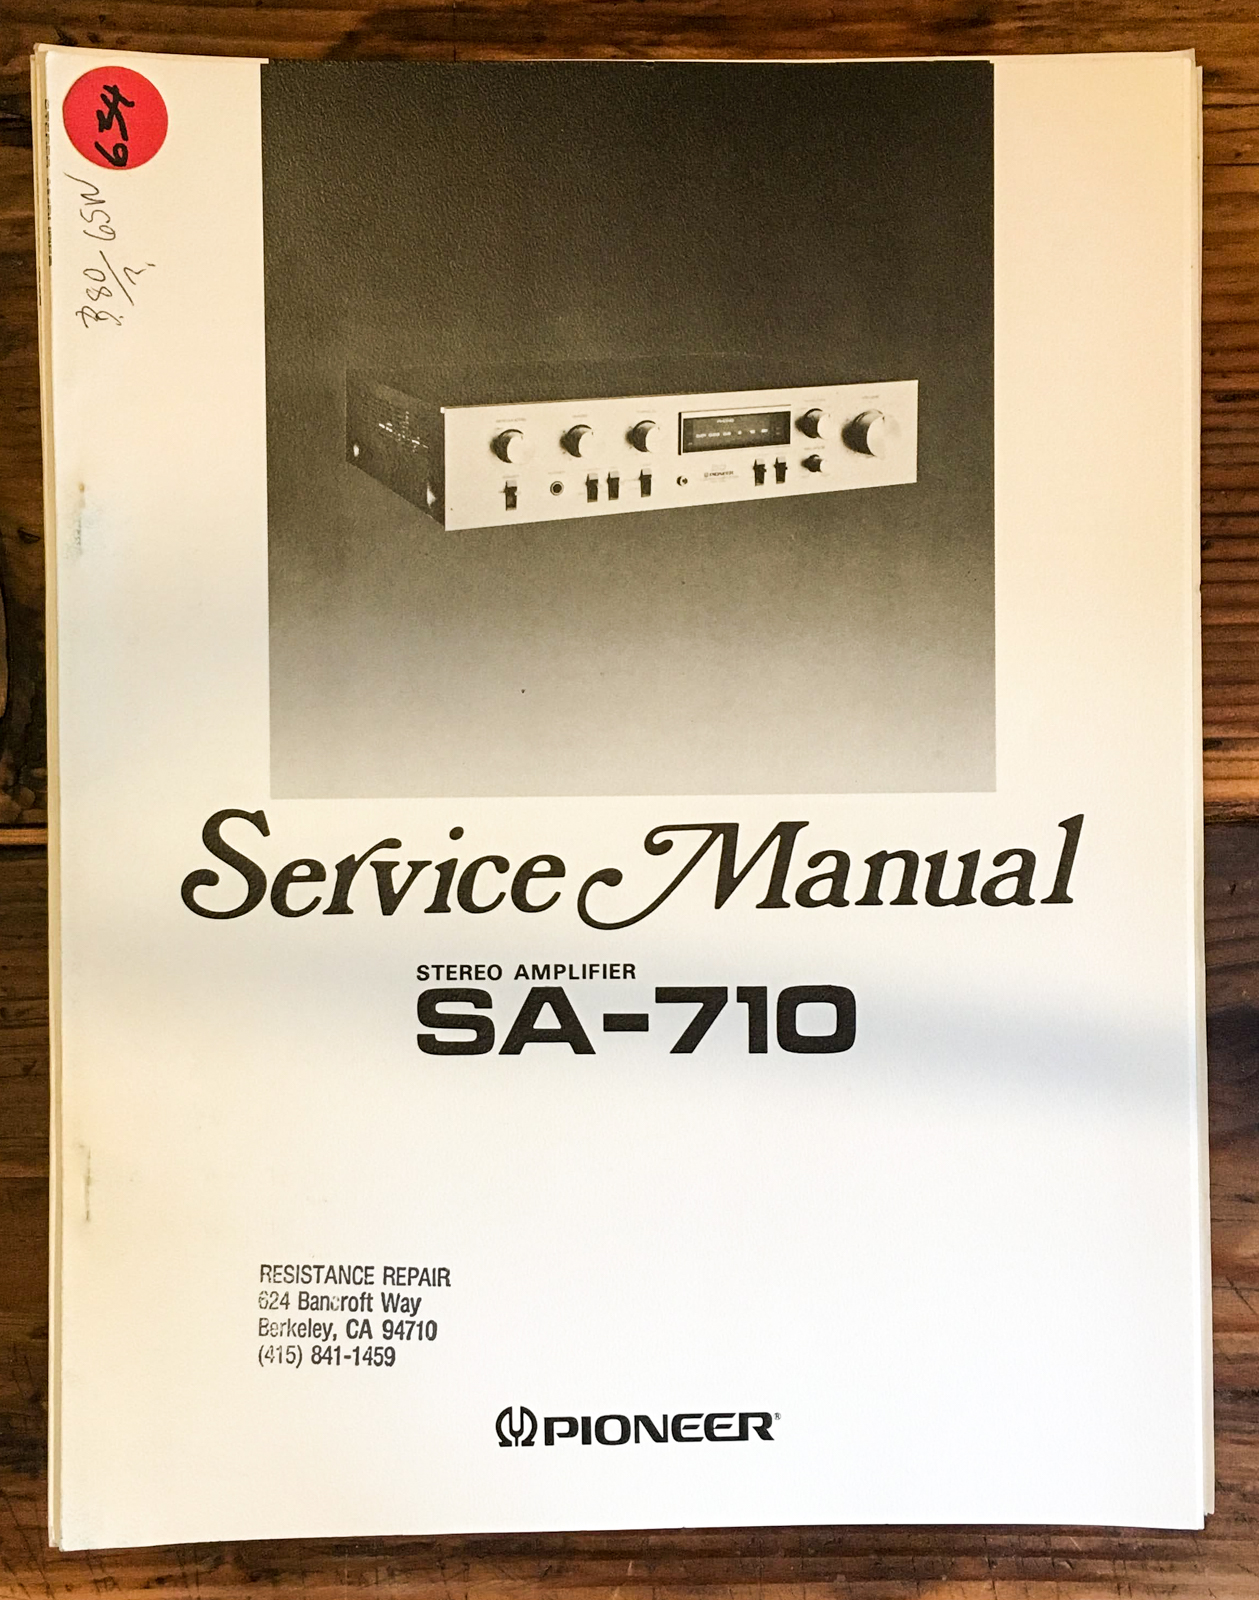 654
65W
Service Manual
STEREO AMPLIFIER
SA-710
RESISTANCE REPAIR
624 Bancroft Way
Berkeley, CA 94710
(415) 841-1459
PIONEER®
PIONEER